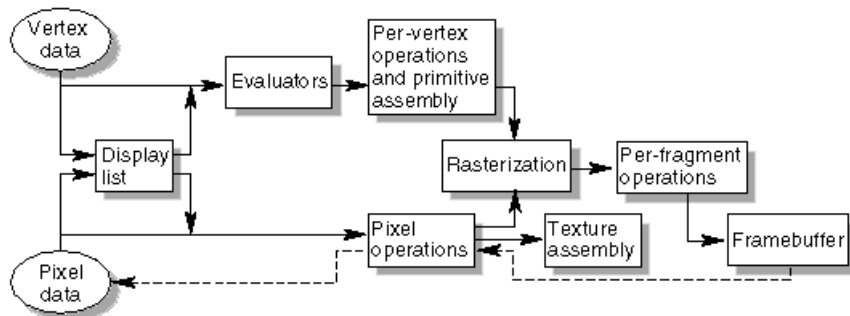 Vertex
data
Evaluators
Per-vertex
operations
and primitive
assembly
Display
list
Rasterization
Per-fragment
operations
Pixel
operations
Texture
assembly
Framebuffer
Pixel
data